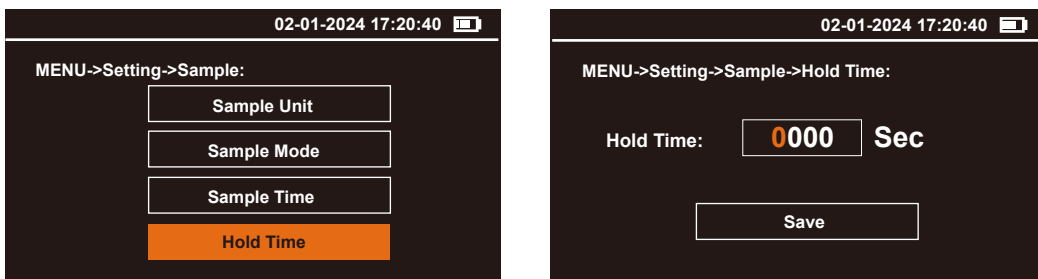 02-01-2024 17:20:40
MENU->Setting->Sample:
Sample Unit
Sample Mode
Sample Time
Hold Time
02-01-2024 17:20:40
MENU->Setting->Sample->Hold Time:
Hold Time: 0000 Sec
Save